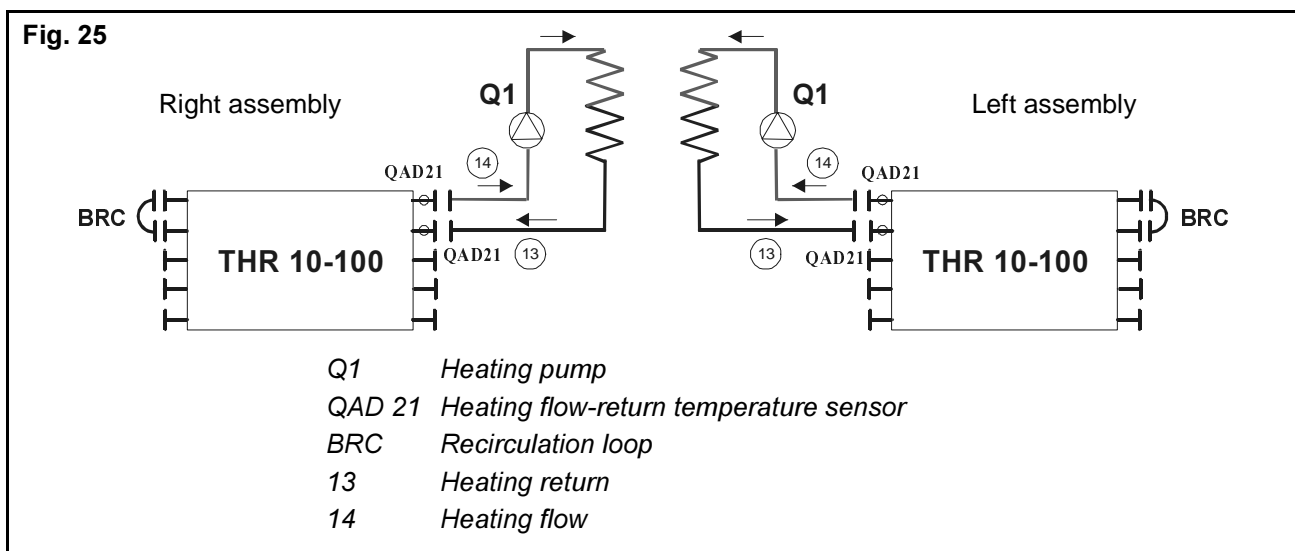 Fig. 25
Right assembly
Q1
Q1
Left assembly
14
14
QAD21
QAD21
BRC
BRC
THR 10-100
THR 10-100
QAD21
13
13
QAD21
Q1 Heating pump
QAD 21 Heating flow-return temperature sensor
BRC Recirulation loop
13 Heating return
14 Heating flow